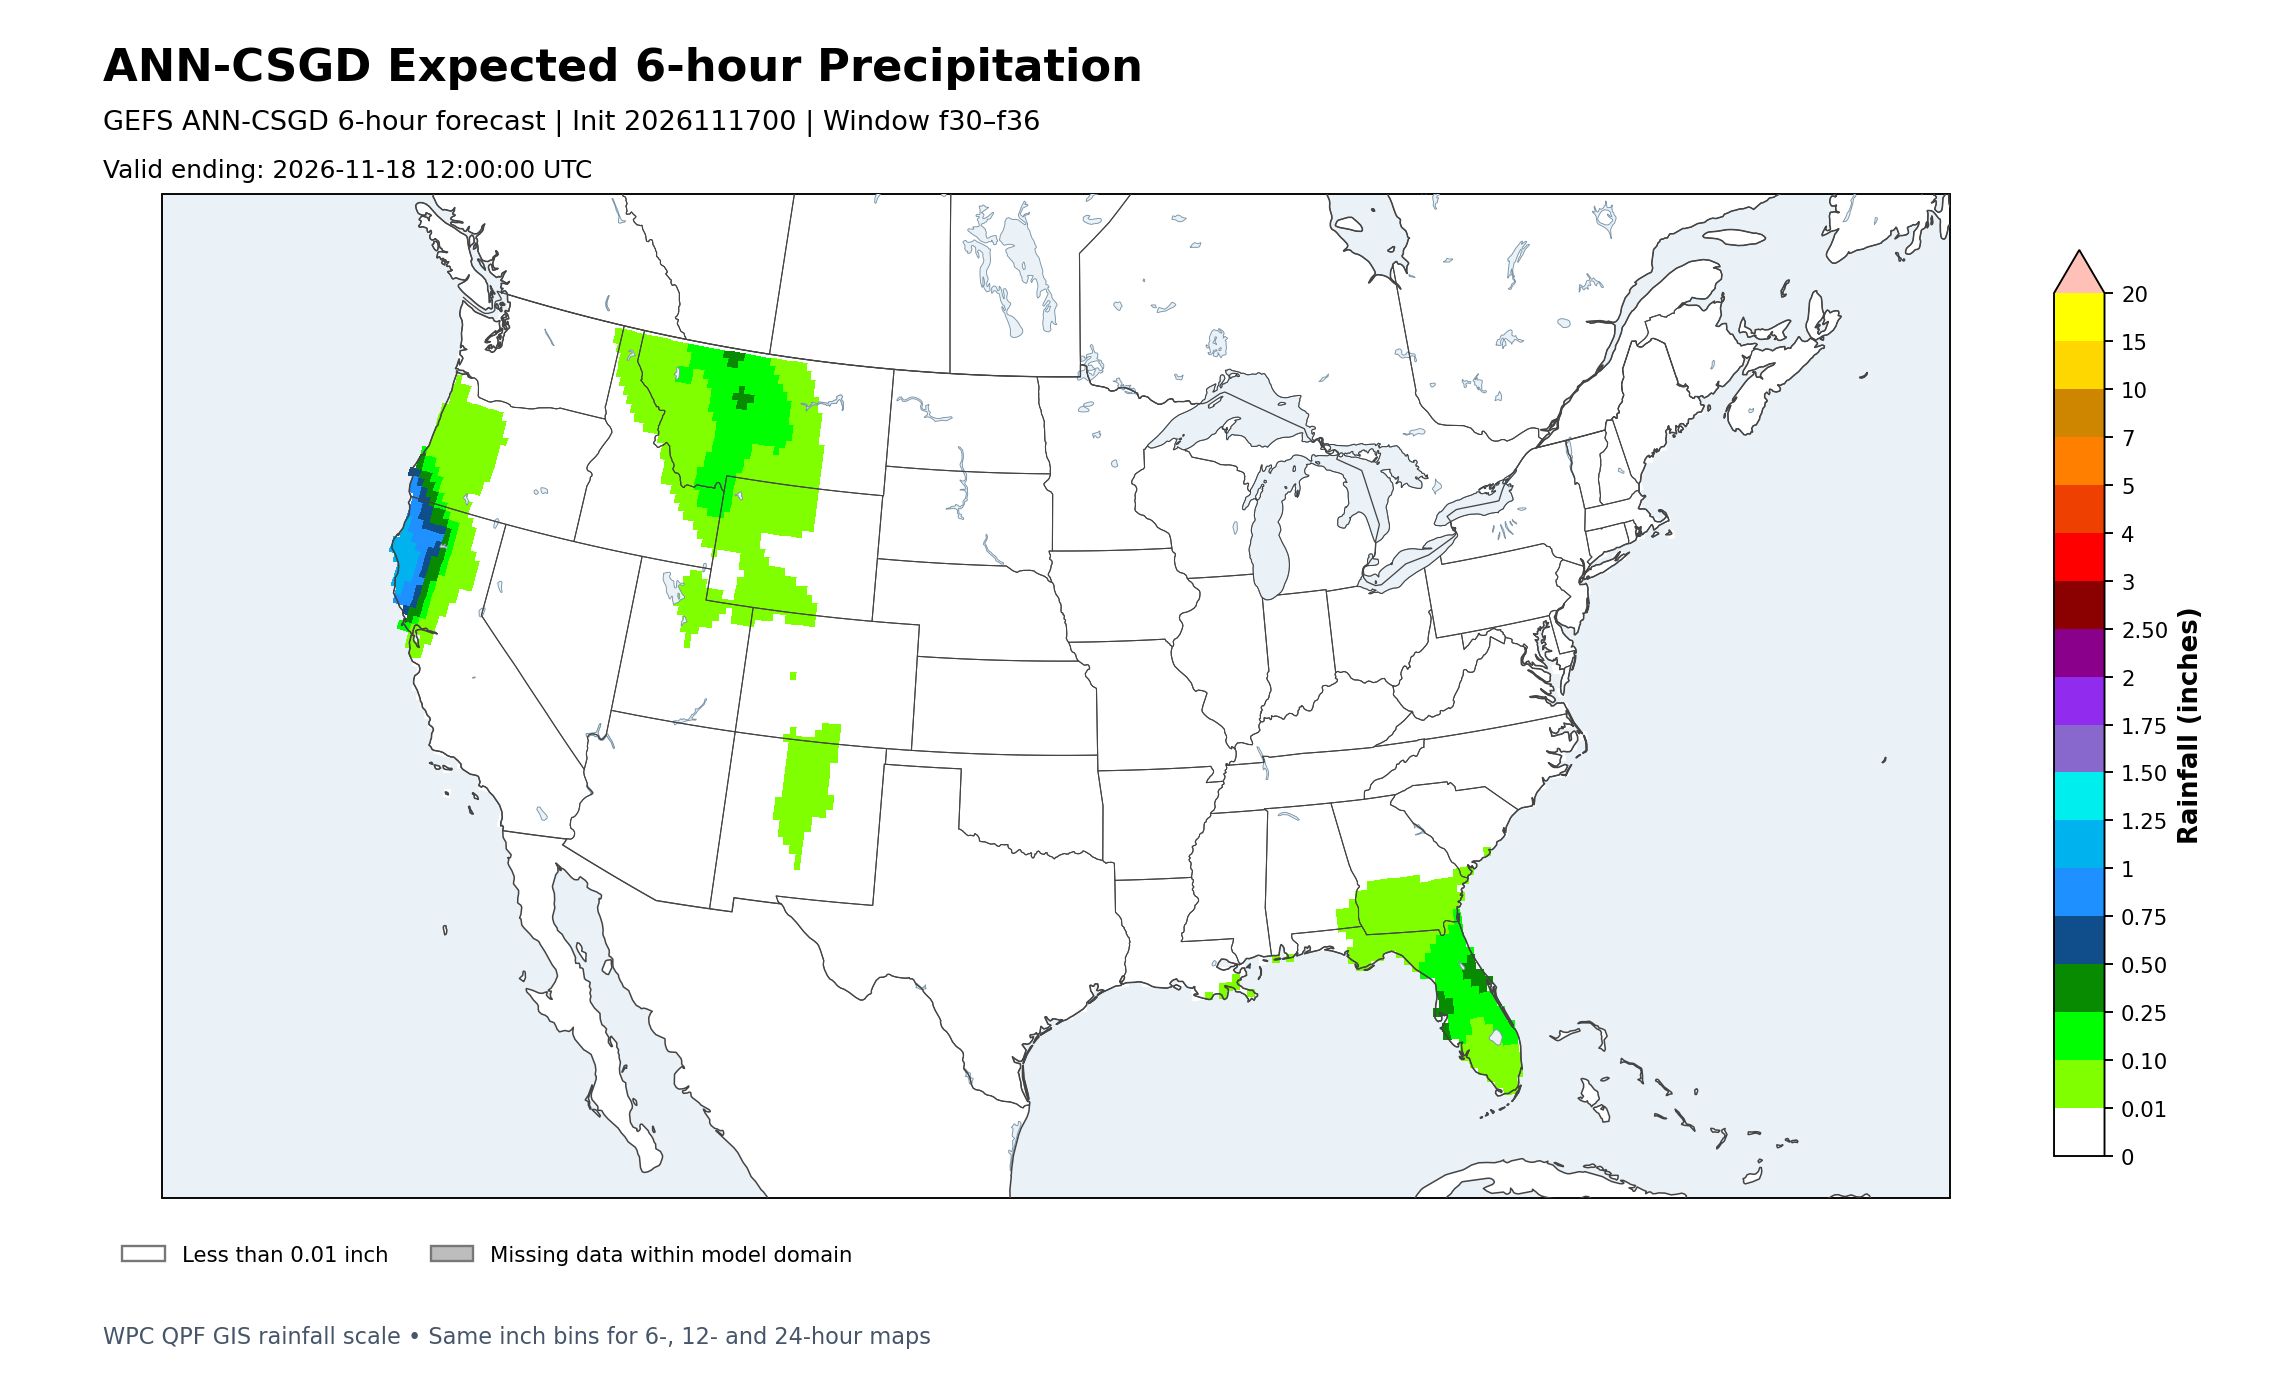 ANN-CSGD Expected 6-hour Precipitation
GEFS ANN-CSGD 6-hour forecast | Init 2026111700 | Window f30–f36
Valid ending: 2026-11-18 12:00:00 UTC
20
15
10
7
5
4
3
2.50
2
1.75
1.50
1.25
1
0.75
0.50
0.25
0.10
0.01
0
Rainfall (inches)
Less than 0.01 inch
Missing data within model domain
WPC QPF GIS rainfall scale • Same inch bins for 6-, 12- and 24-hour maps